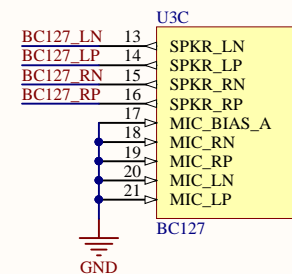 U3C
BC127_LN 13 SPKR_LN
BC127_LP 14 SPKR_LP
BC127_RN 15 SPKR_RN
BC127_RP 16 SPKR_RP
17 MIC_BIAS_A
18 MIC_RN
19 MIC_RP
20 MIC_LN
21 MIC_LP
BC127
GND